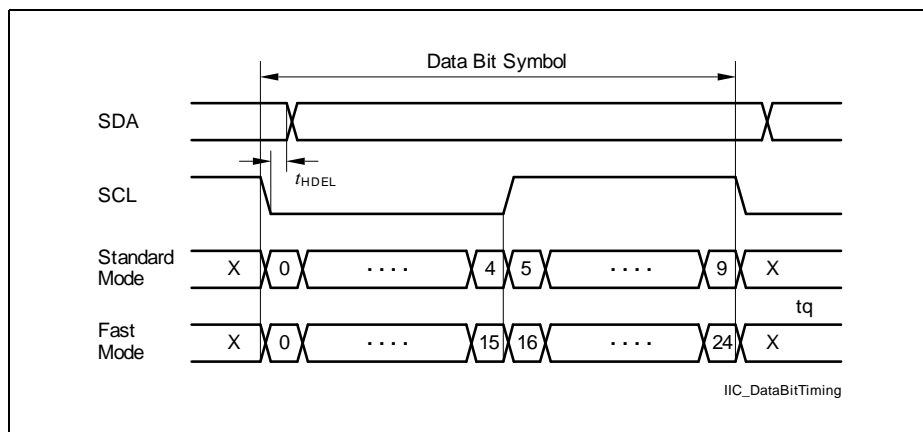 Data Bit Symbol
SDA
tHDEL
SCL
Standard Mode X 0 . . . . 4 5 . . . . 9 X
tq
Fast Mode X 0 . . . . 15 16 . . . . 24 X
IIC_DataBitTiming